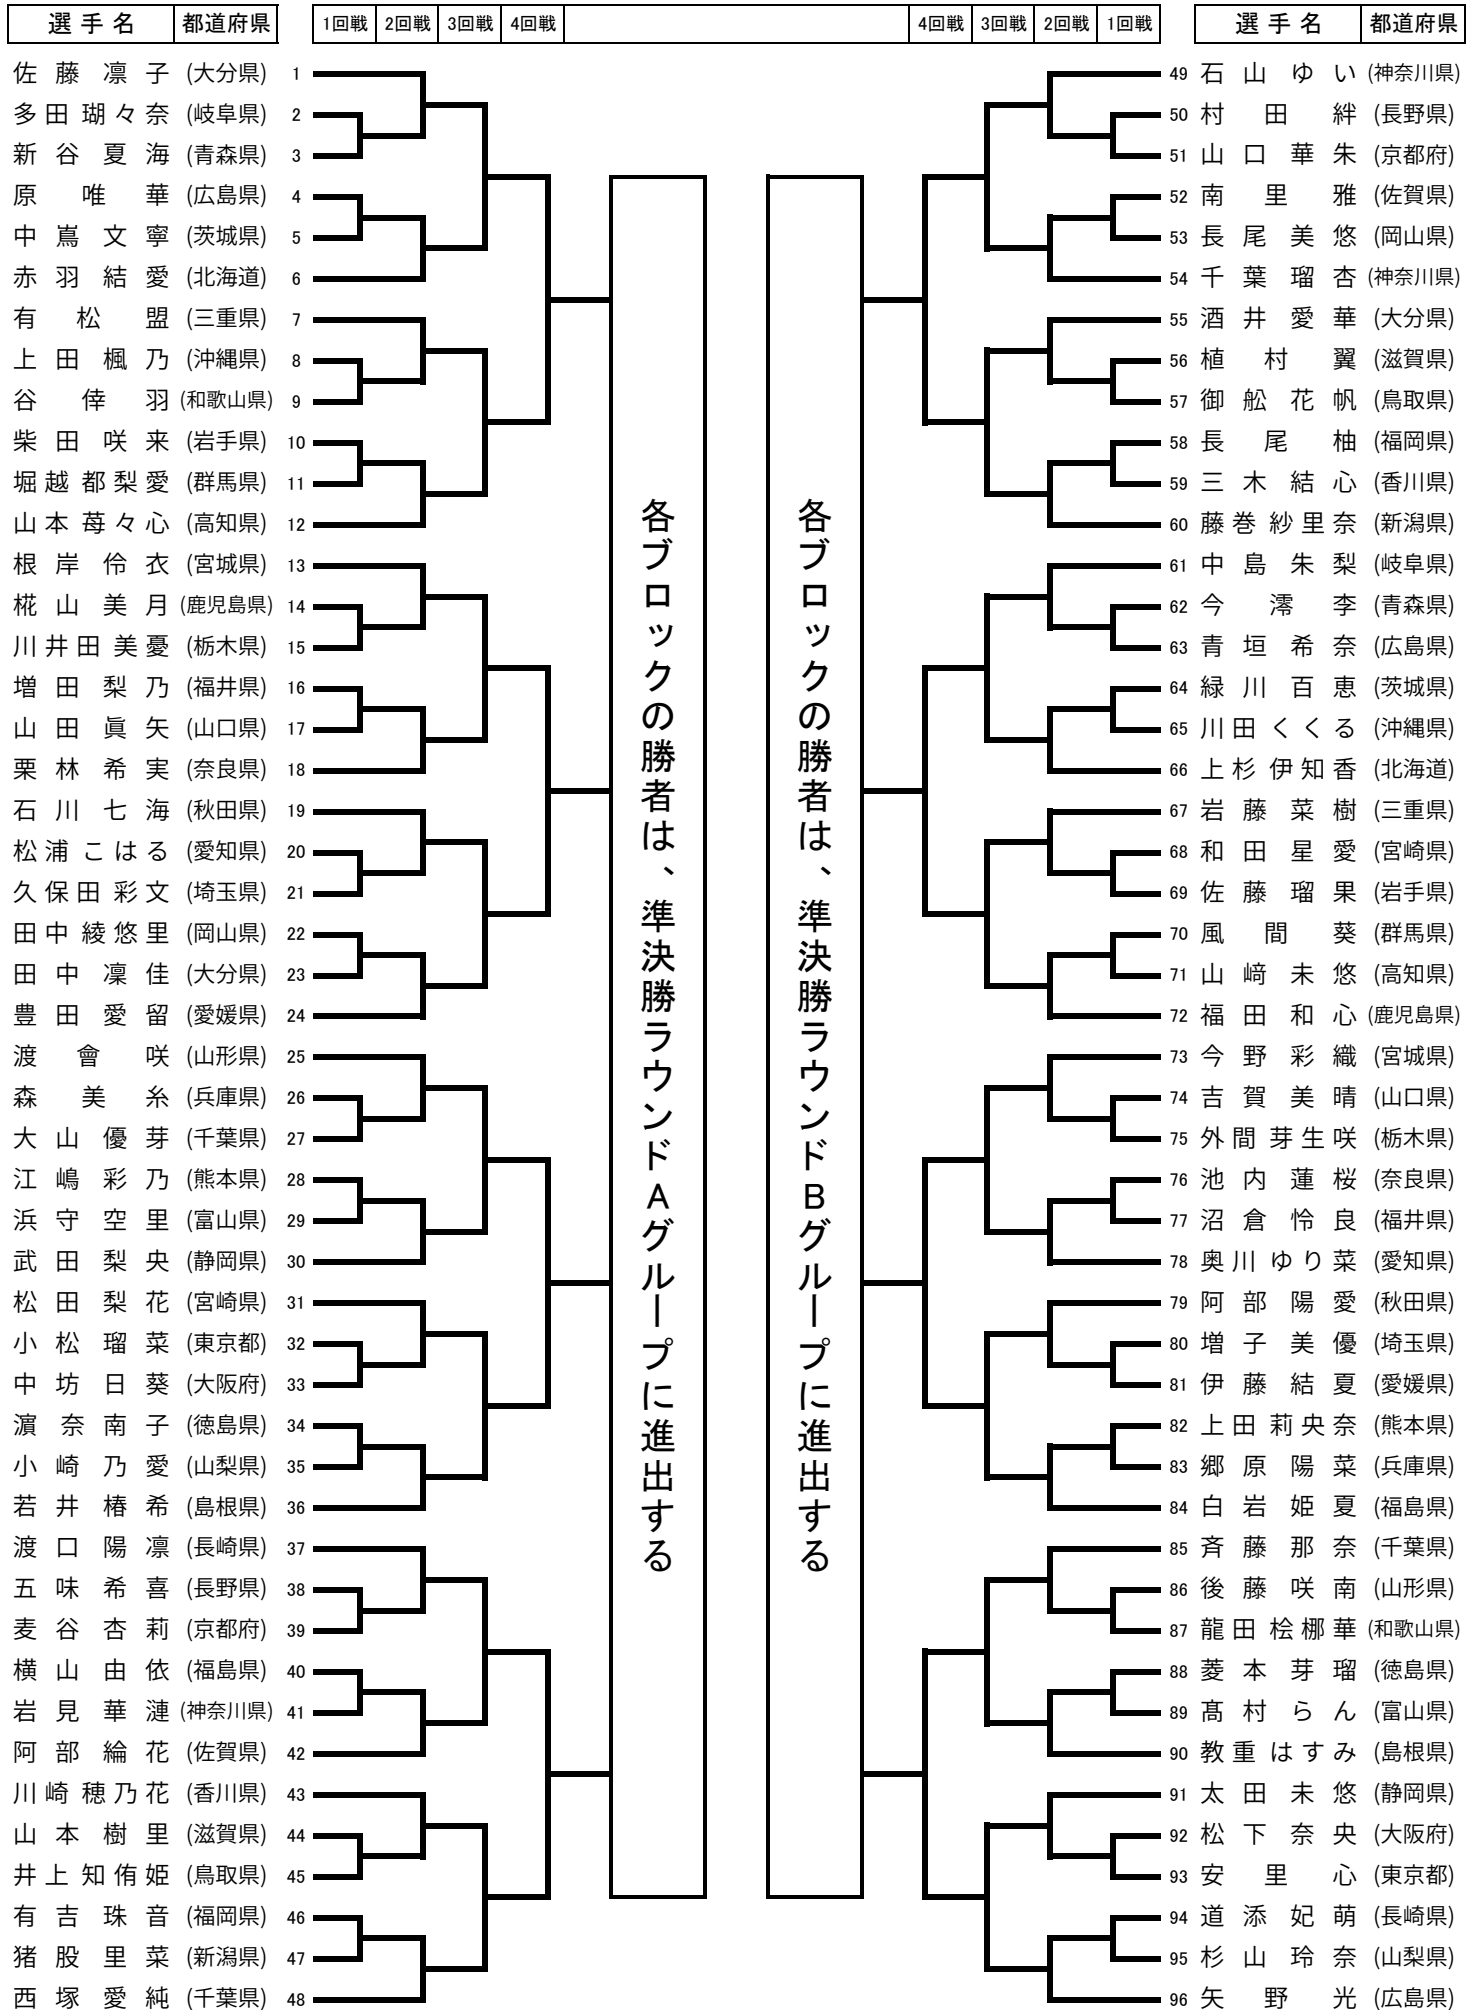 選手名 都道府県 1回戦 2回戦 3回戦 4回戦 4回戦 3回戦 2回戦 1回戦 選手名 都道府県
佐藤凛子 (大分県) 1
多田瑚々奈 (岐阜県) 2
新谷夏海 (青森県) 3
原唯華 (広島県) 4
中嶌文寧 (茨城県) 5
赤羽結愛 (北海道) 6
有松盟 (三重県) 7
上田楓乃 (沖縄県) 8
谷倖羽 (和歌山県) 9
柴田咲来 (岩手県) 10
堀越都梨愛 (群馬県) 11
山本苺々心 (高知県) 12
根岸伶衣 (宮城県) 13
椛山美月 (鹿児島県) 14
川井田美憂 (栃木県) 15
増田梨乃 (福井県) 16
山田眞矢 (山口県) 17
栗林希実 (奈良県) 18
石川七海 (秋田県) 19
松浦こはる (愛知県) 20
久保田彩文 (埼玉県) 21
田中綾悠里 (岡山県) 22
田中凜佳 (大分県) 23
豊田愛留 (愛媛県) 24
渡會咲 (山形県) 25
森美糸 (兵庫県) 26
大山優芽 (千葉県) 27
江嶋彩乃 (熊本県) 28
浜守空里 (富山県) 29
武田梨央 (静岡県) 30
松田梨花 (宮崎県) 31
小松瑠菜 (東京都) 32
中坊日葵 (大阪府) 33
濵奈南子 (徳島県) 34
小崎乃愛 (山梨県) 35
若井椿希 (島根県) 36
渡口陽凛 (長崎県) 37
五味希喜 (長野県) 38
麦谷杏莉 (京都府) 39
横山由依 (福島県) 40
岩見華漣 (神奈川県) 41
阿部綸花 (佐賀県) 42
川崎穂乃花 (香川県) 43
山本樹里 (滋賀県) 44
井上知侑姫 (鳥取県) 45
有吉珠音 (福岡県) 46
猪股里菜 (新潟県) 47
西塚愛純 (千葉県) 48
各ブロックの勝者は、準決勝ラウンドAグループに進出する
各ブロックの勝者は、準決勝ラウンドBグループに進出する
49 石山ゆい (神奈川県)
50 村田絆 (長野県)
51 山口華朱 (京都府)
52 南里雅 (佐賀県)
53 長尾美悠 (岡山県)
54 千葉瑠杏 (神奈川県)
55 酒井愛華 (大分県)
56 植村翼 (滋賀県)
57 御舩花帆 (鳥取県)
58 長尾柚 (福岡県)
59 三木結心 (香川県)
60 藤巻紗里奈 (新潟県)
61 中島朱梨 (岐阜県)
62 今澪李 (青森県)
63 青垣希奈 (広島県)
64 緑川百恵 (茨城県)
65 川田くくる (沖縄県)
66 上杉伊知香 (北海道)
67 岩藤菜樹 (三重県)
68 和田星愛 (宮崎県)
69 佐藤瑠果 (岩手県)
70 風間葵 (群馬県)
71 山﨑未悠 (高知県)
72 福田和心 (鹿児島県)
73 今野彩織 (宮城県)
74 吉賀美晴 (山口県)
75 外間芽生咲 (栃木県)
76 池内蓮桜 (奈良県)
77 沼倉怜良 (福井県)
78 奥川ゆり菜 (愛知県)
79 阿部陽愛 (秋田県)
80 増子美優 (埼玉県)
81 伊藤結夏 (愛媛県)
82 上田莉央奈 (熊本県)
83 郷原陽菜 (兵庫県)
84 白岩姫夏 (福島県)
85 斉藤那奈 (千葉県)
86 後藤咲南 (山形県)
87 龍田桧梛華 (和歌山県)
88 菱本芽瑠 (徳島県)
89 髙村らん (富山県)
90 教重はすみ (島根県)
91 太田未悠 (静岡県)
92 松下奈央 (大阪府)
93 安里心 (東京都)
94 道添妃萌 (長崎県)
95 杉山玲奈 (山梨県)
96 矢野光 (広島県)